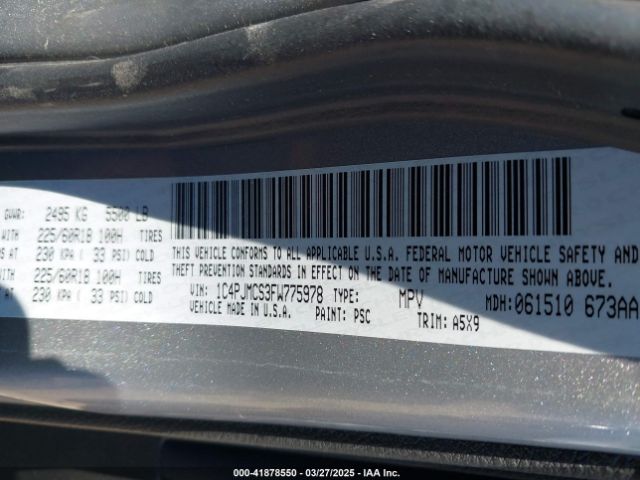 GVWR: 2495 KG 5500 LB
WITH 225/60R18 100H TIRES
AT 230 KPA ( 33 PSI) COLD
WITH 225/60R18 100H TIRES
AT 230 KPA ( 33 PSI) COLD
THIS VEHICLE CONFORMS TO ALL APPLICABLE U.S.A. FEDERAL MOTOR VEHICLE SAFETY AND
THEFT PREVENTION STANDARDS IN EFFECT ON THE DATE OF MANUFACTURE SHOWN ABOVE.
VIN: 1C4PJMCS3FW775978 TYPE: MPV MDH:061510 673AA
VEHICLE MADE IN U.S.A. PAINT: PSC TRIM: A5X9
000-41878550 — 03/27/2025 — IAA Inc.